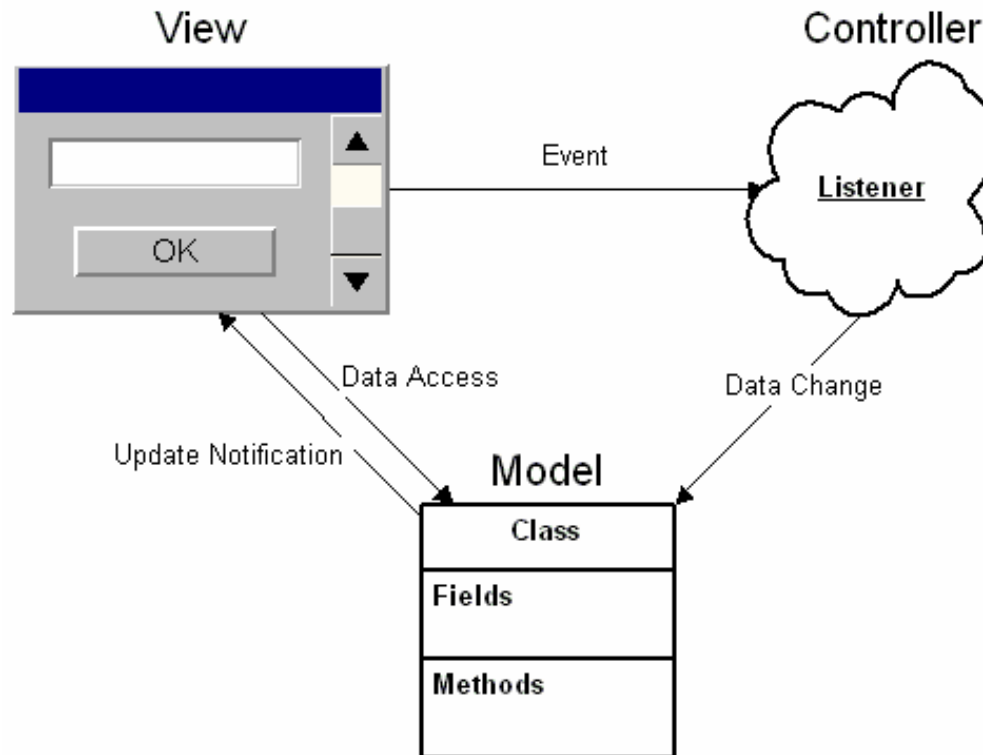 View
Controller
Event
Listener
OK
Data Access
Data Change
Update Notification
Model
Class
Fields
Methods